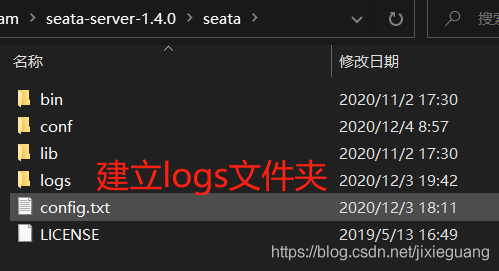 am > seata-server-1.4.0 > seata > 搜索
名称 修改日期
bin 2020/11/2 17:30
conf 2020/12/4 8:57
lib 2020/11/2 17:30
logs 2020/12/3 19:42
建立logs文件夹
config.txt 2020/12/3 18:11
LICENSE 2019/5/13 16:49
https://blog.csdn.net/jixieguang